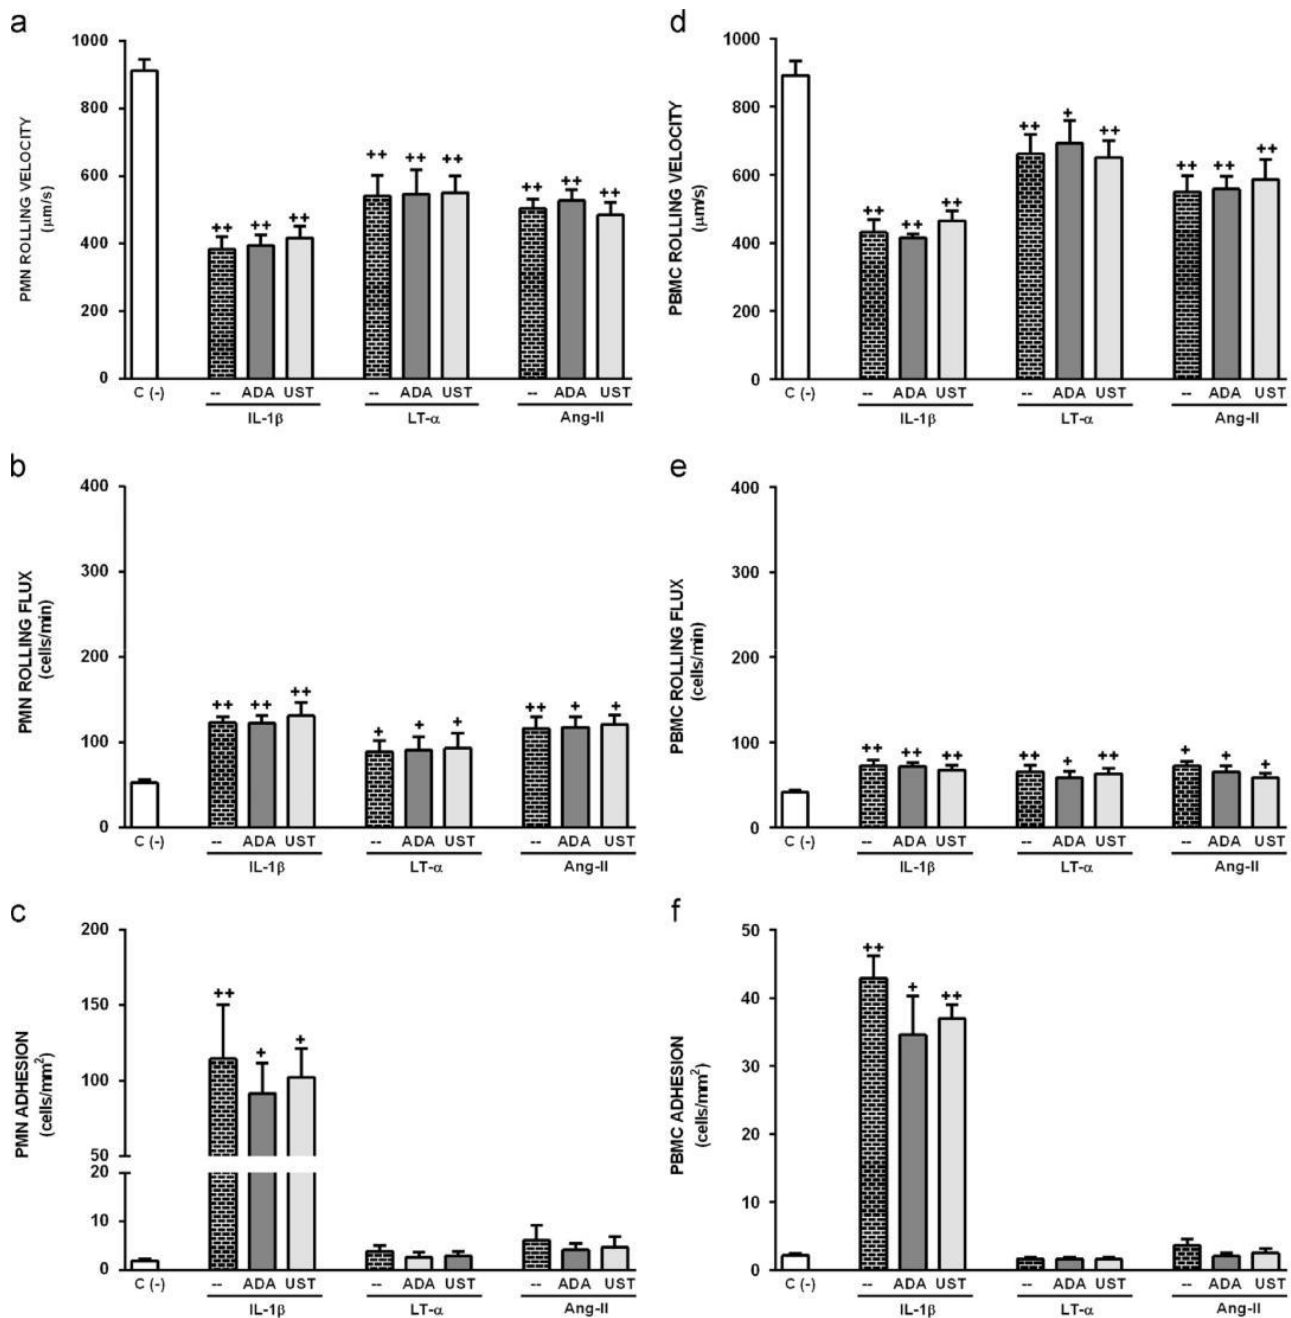 a
PMN ROLLING VELOCITY
(μm/s)
1000
800
600
400
200
0
++ ++ ++
++ ++ ++
++ ++ ++
C (-) -- ADA UST -- ADA UST -- ADA UST
IL-1β LT-α Ang-II
d
PBMC ROLLING VELOCITY
(μm/s)
1000
800
600
400
200
0
++ ++ ++
++ + ++
++ ++ ++
C (-) -- ADA UST -- ADA UST -- ADA UST
IL-1β LT-α Ang-II
b
PMN ROLLING FLUX
(cells/min)
400
300
200
100
0
++ ++ ++
+ + +
++ + +
C (-) -- ADA UST -- ADA UST -- ADA UST
IL-1β LT-α Ang-II
e
PBMC ROLLING FLUX
(cells/min)
400
300
200
100
0
++ ++ ++
++ + ++
+ + +
C (-) -- ADA UST -- ADA UST -- ADA UST
IL-1β LT-α Ang-II
c
PMN ADHESION
(cells/mm²)
200
150
100
50
20
10
0
++ + +
C (-) -- ADA UST -- ADA UST -- ADA UST
IL-1β LT-α Ang-II
f
PBMC ADHESION
(cells/mm²)
50
40
30
20
10
0
++ + ++
C (-) -- ADA UST -- ADA UST -- ADA UST
IL-1β LT-α Ang-II